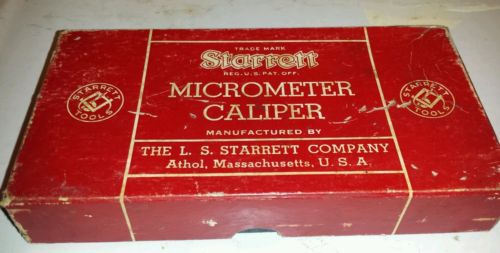 TRADE MARK
Starrett
REG. U.S. PAT. OFF.
MICROMETER
CALIPER
MANUFACTURED BY
THE L. S. STARRETT COMPANY
Athol, Massachusetts, U. S. A.
STARRETT
TOOLS
STARRETT
TOOLS